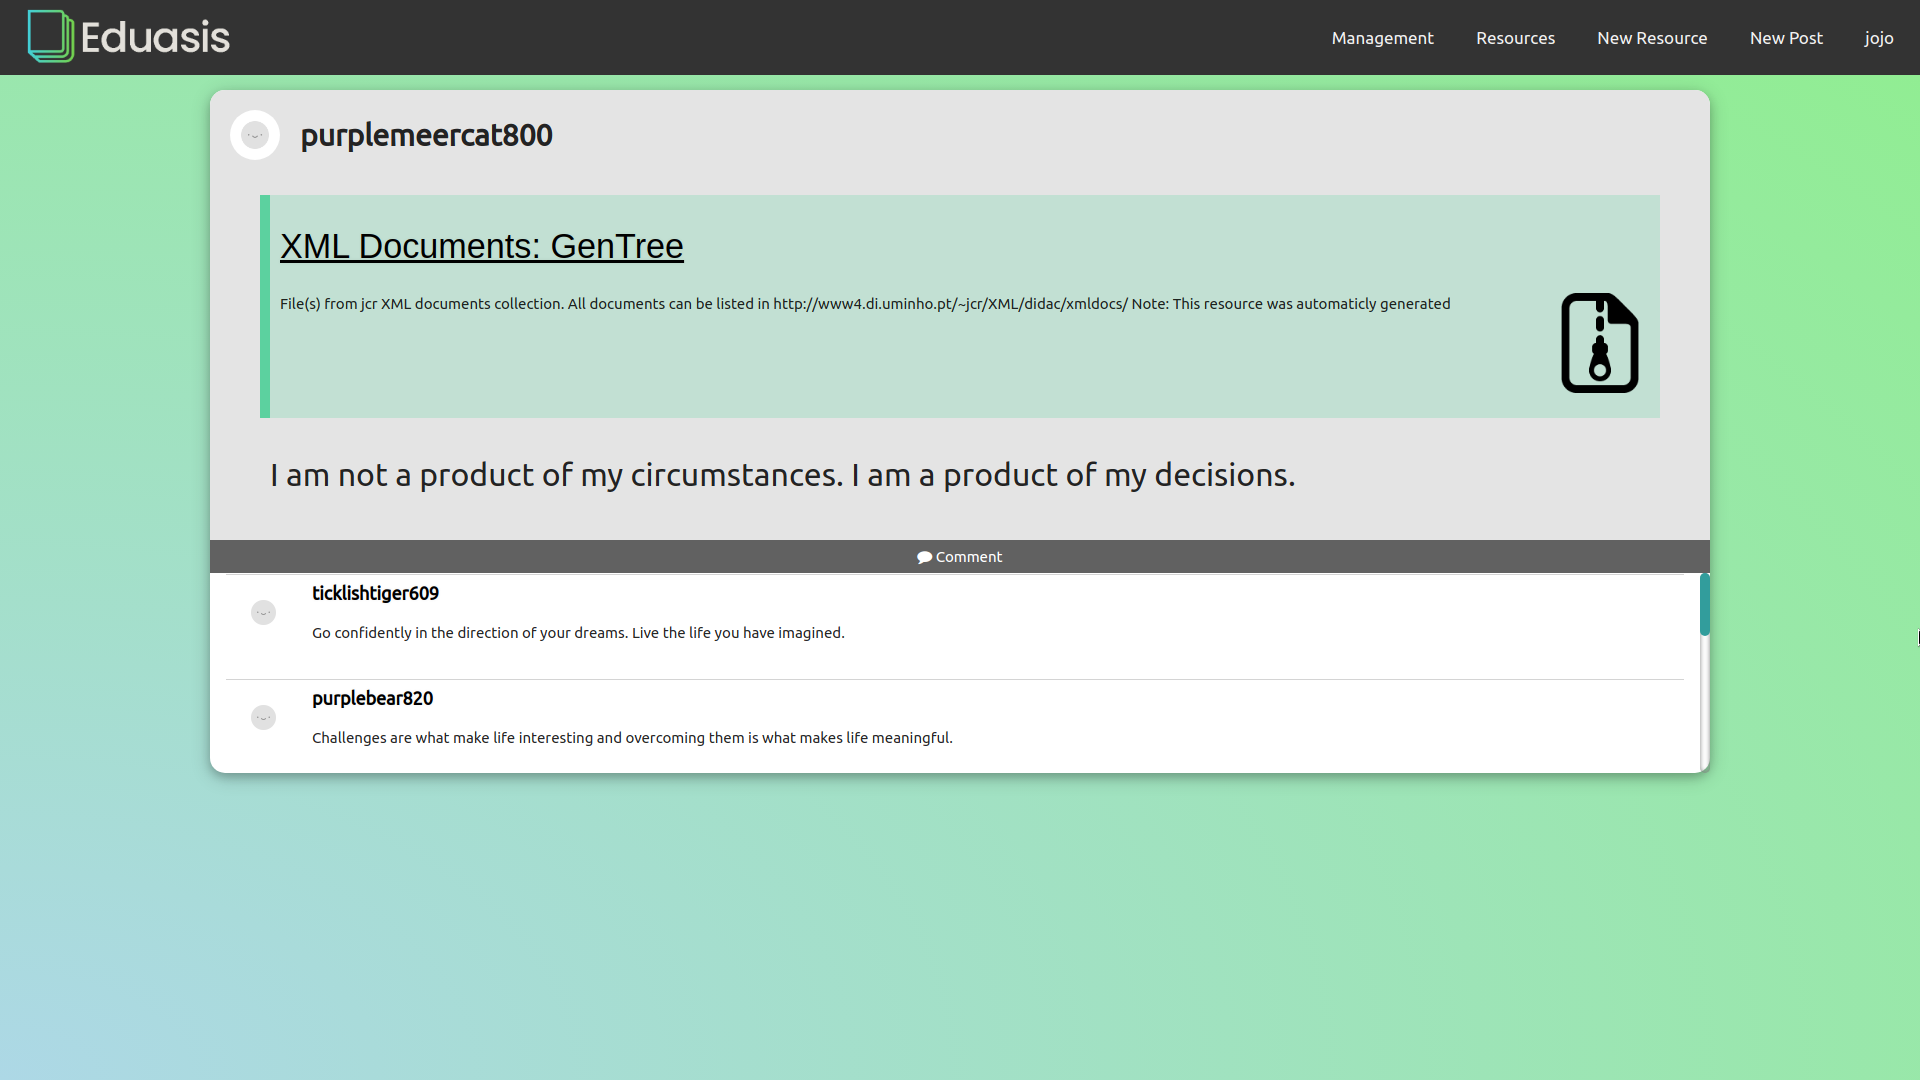 Eduasis
Management Resources New Resource New Post jojo
purplemeercat800
XML Documents: GenTree
File(s) from jcr XML documents collection. All documents can be listed in http://www4.di.uminho.pt/~jcr/XML/didac/xmldocs/ Note: This resource was automaticly generated
I am not a product of my circumstances. I am a product of my decisions.
Comment
ticklishtiger609
Go confidently in the direction of your dreams. Live the life you have imagined.
purplebear820
Challenges are what make life interesting and overcoming them is what makes life meaningful.